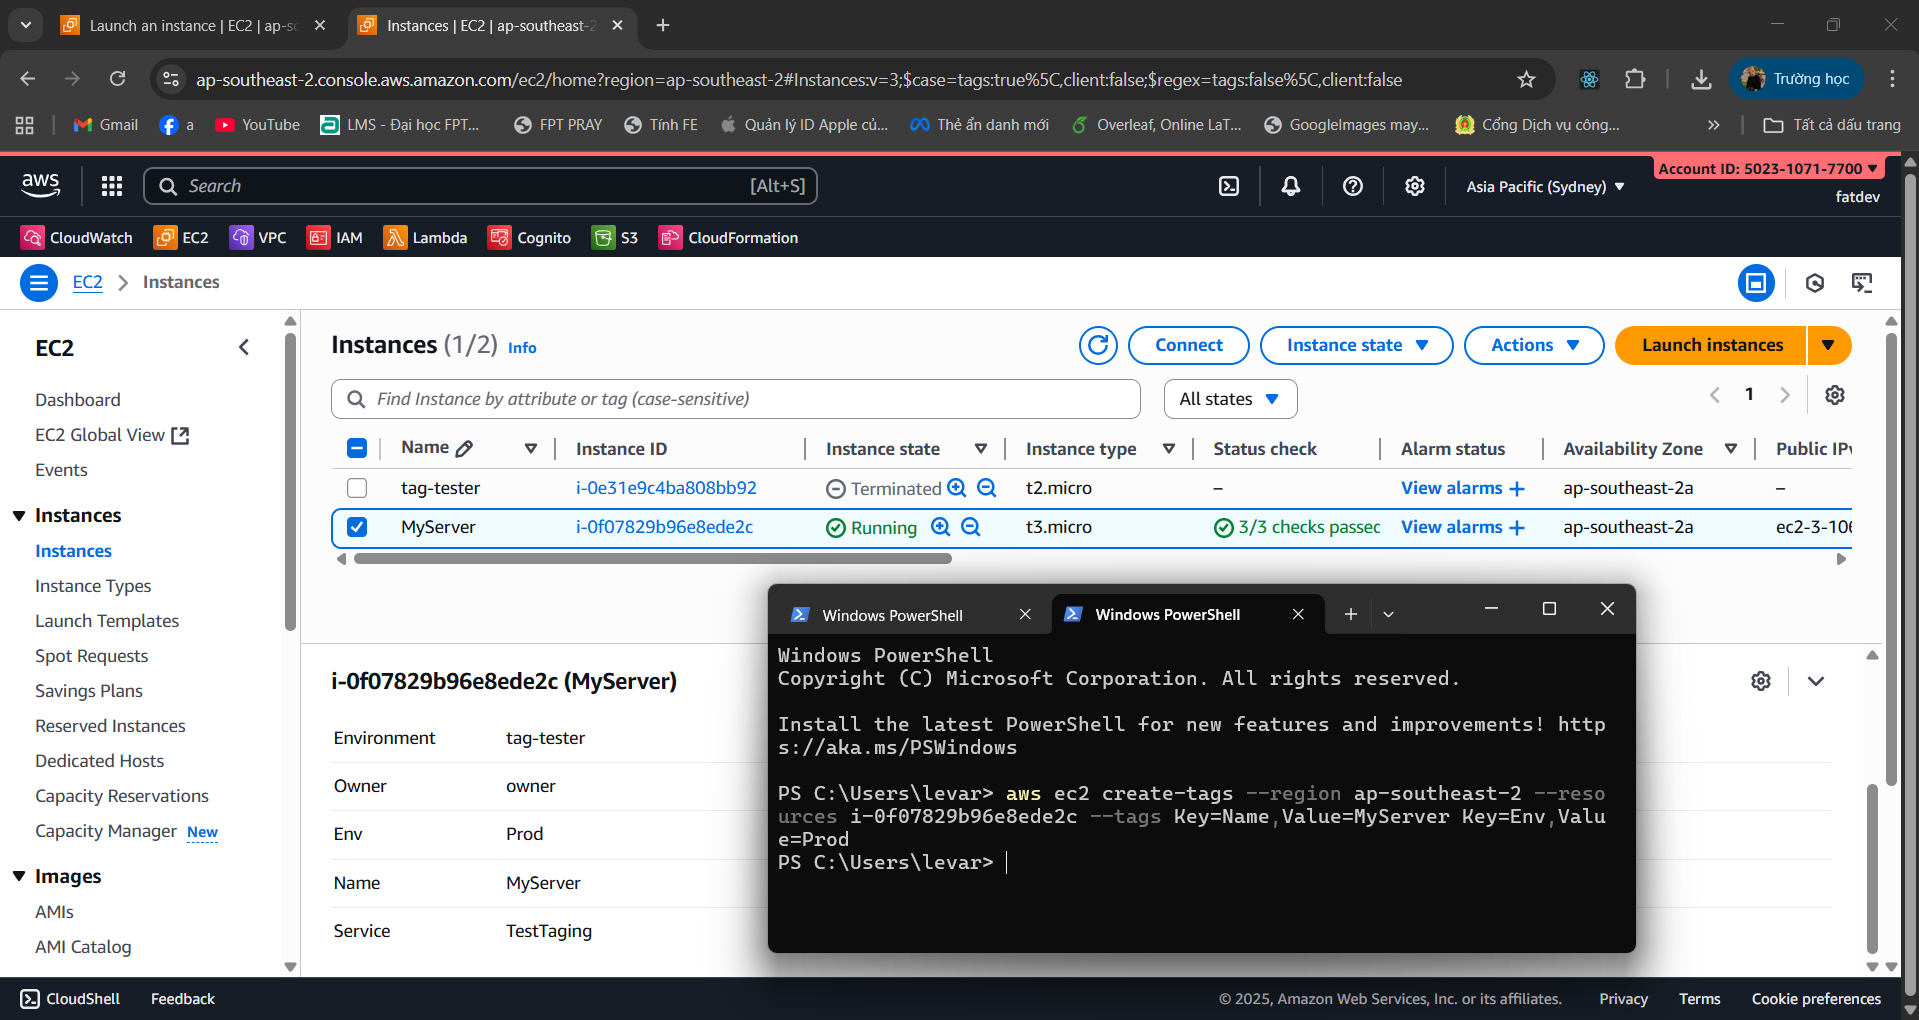 Launch an instance | EC2 | ap-s
Instances | EC2 | ap-southeast-2
ap-southeast-2.console.aws.amazon.com/ec2/home?region=ap-southeast-2#Instances:v=3;$case=tags:true%5C,client:false;$regex=tags:false%5C,client:false
Trường học
Gmail
a
YouTube
LMS - Đại học FPT...
FPT PRAY
Tính FE
Quản lý ID Apple củ...
Thẻ ẩn danh mới
Overleaf, Online LaT...
GoogleImages may...
Cổng Dịch vụ công...
Tất cả dấu trang
aws
Search
[Alt+S]
Asia Pacific (Sydney)
Account ID: 5023-1071-7700
fatdev
CloudWatch
EC2
VPC
IAM
Lambda
Cognito
S3
CloudFormation
EC2
Instances
EC2
Dashboard
EC2 Global View
Events
Instances
Instances
Instance Types
Launch Templates
Spot Requests
Savings Plans
Reserved Instances
Dedicated Hosts
Capacity Reservations
Capacity Manager New
Images
AMIs
AMI Catalog
Instances (1/2) Info
Connect
Instance state
Actions
Launch instances
Find Instance by attribute or tag (case-sensitive)
All states
1
Name Instance ID Instance state Instance type Status check Alarm status Availability Zone Public IPv
tag-tester i-0e31e9c4ba808bb92 Terminated t2.micro – View alarms + ap-southeast-2a –
MyServer i-0f07829b96e8ede2c Running t3.micro 3/3 checks passec View alarms + ap-southeast-2a ec2-3-106
i-0f07829b96e8ede2c (MyServer)
Environment tag-tester
Owner owner
Env Prod
Name MyServer
Service TestTaging
Windows PowerShell
Windows PowerShell
Windows PowerShell
Copyright (C) Microsoft Corporation. All rights reserved.
Install the latest PowerShell for new features and improvements! http
s://aka.ms/PSWindows
PS C:\Users\levar> aws ec2 create-tags --region ap-southeast-2 --reso
urces i-0f07829b96e8ede2c --tags Key=Name,Value=MyServer Key=Env,Valu
e=Prod
PS C:\Users\levar>
CloudShell
Feedback
© 2025, Amazon Web Services, Inc. or its affiliates.
Privacy
Terms
Cookie preferences